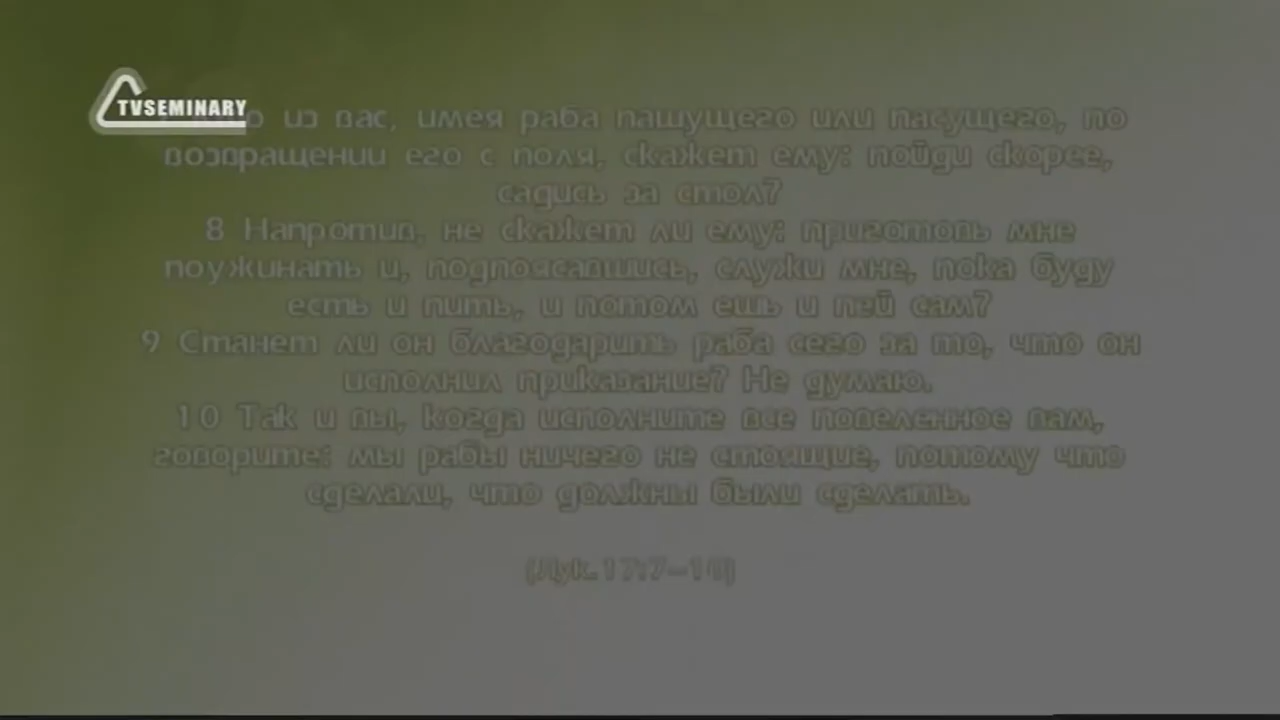 TVSEMINARY
из вас, имея раба пашущего или пасущего, по
возвращении его с поля, скажет ему: пойди скорее,
садись за стол?
8 Напротив, не скажет ли ему: приготовь мне
поужинать и, подпоясавшись, служи мне, пока буду
есть и пить, и потом ешь и пей сам?
9 Станет ли он благодарить раба сего за то, что он
исполнил приказание? Не думаю.
10 Так и вы, когда исполните все повеленное вам,
говорите: мы рабы ничего не стоящие, потому что
сделали, что должны были сделать.
(Лук.17:7–10)